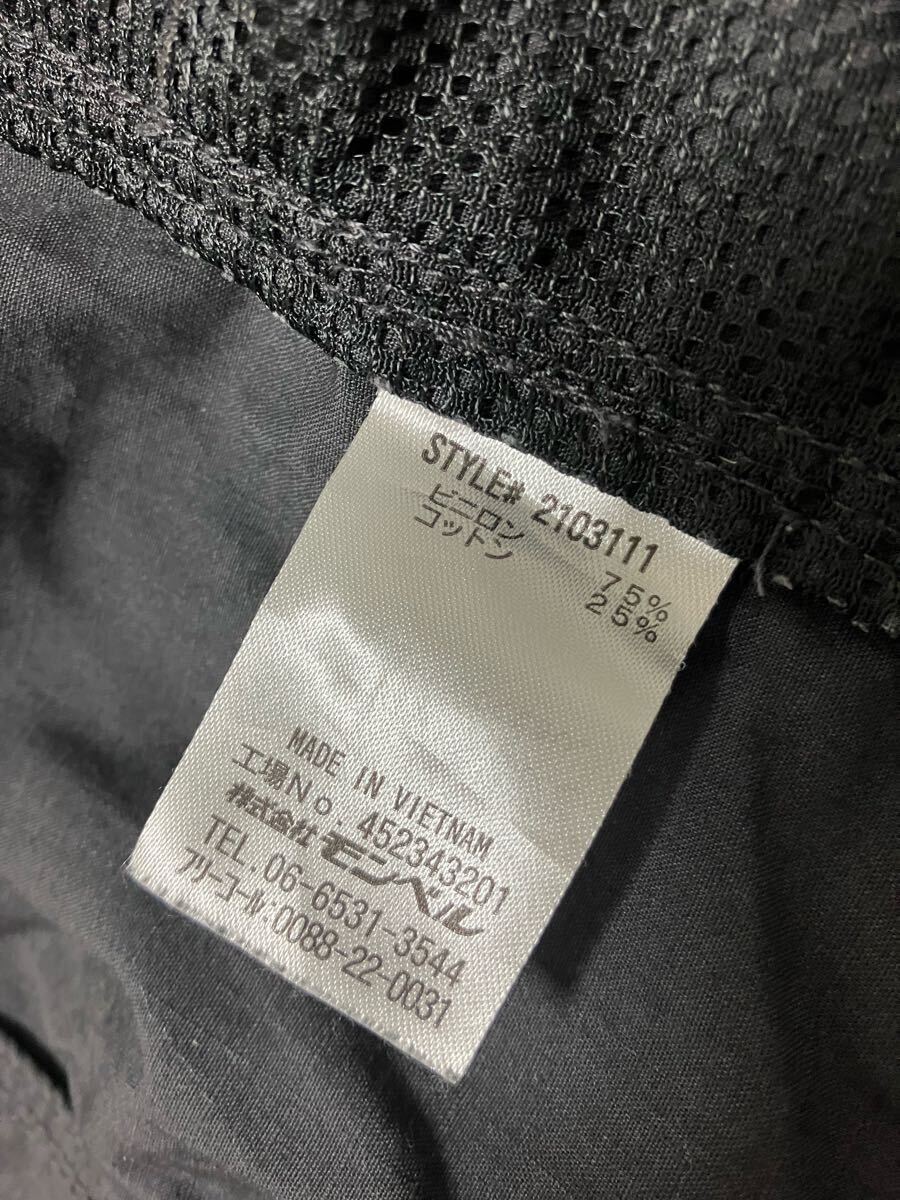 STYLE# 2103111
ビニロン 75%
コットン 25%
MADE IN VIETNAM
工場No. 452343201
株式会社モンベル
TEL.06-6531-3544
フリーコール:0088-22-0031